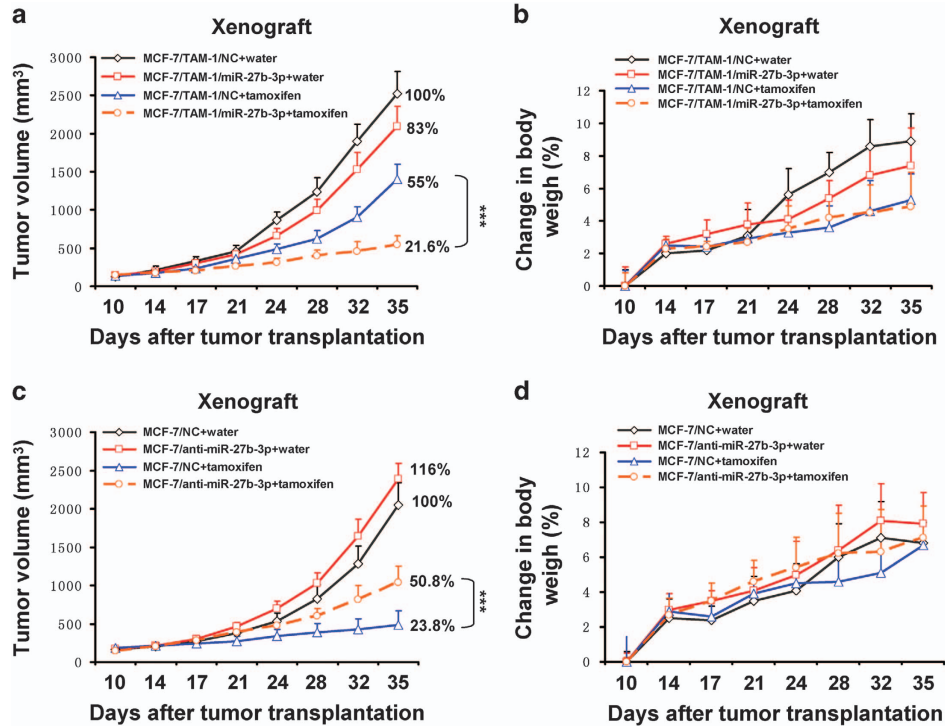 a
Xenograft
Tumor volume (mm³)
3000
2500
2000
1500
1000
500
0
MCF-7/TAM-1/NC+water
MCF-7/TAM-1/miR-27b-3p+water
MCF-7/TAM-1/NC+tamoxifen
MCF-7/TAM-1/miR-27b-3p+tamoxifen
100%
83%
55%
21.6%
***
10 14 17 21 24 28 32 35
Days after tumor transplantation
b
Xenograft
Change in body
weigh (%)
12
10
8
6
4
2
0
MCF-7/TAM-1/NC+water
MCF-7/TAM-1/miR-27b-3p+water
MCF-7/TAM-1/NC+tamoxifen
MCF-7/TAM-1/miR-27b-3p+tamoxifen
10 14 17 21 24 28 32 35
Days after tumor transplantation
c
Xenograft
Tumor volume (mm³)
3000
2500
2000
1500
1000
500
0
MCF-7/NC+water
MCF-7/anti-miR-27b-3p+water
MCF-7/NC+tamoxifen
MCF-7/anti-miR-27b-3p+tamoxifen
116%
100%
50.8%
23.8%
***
10 14 17 21 24 28 32 35
Days after tumor transplantation
d
Xenograft
Change in body
weigh (%)
14
12
10
8
6
4
2
0
MCF-7/NC+water
MCF-7/anti-miR-27b-3p+water
MCF-7/NC+tamoxifen
MCF-7/anti-miR-27b-3p+tamoxifen
10 14 17 21 24 28 32 35
Days after tumor transplantation